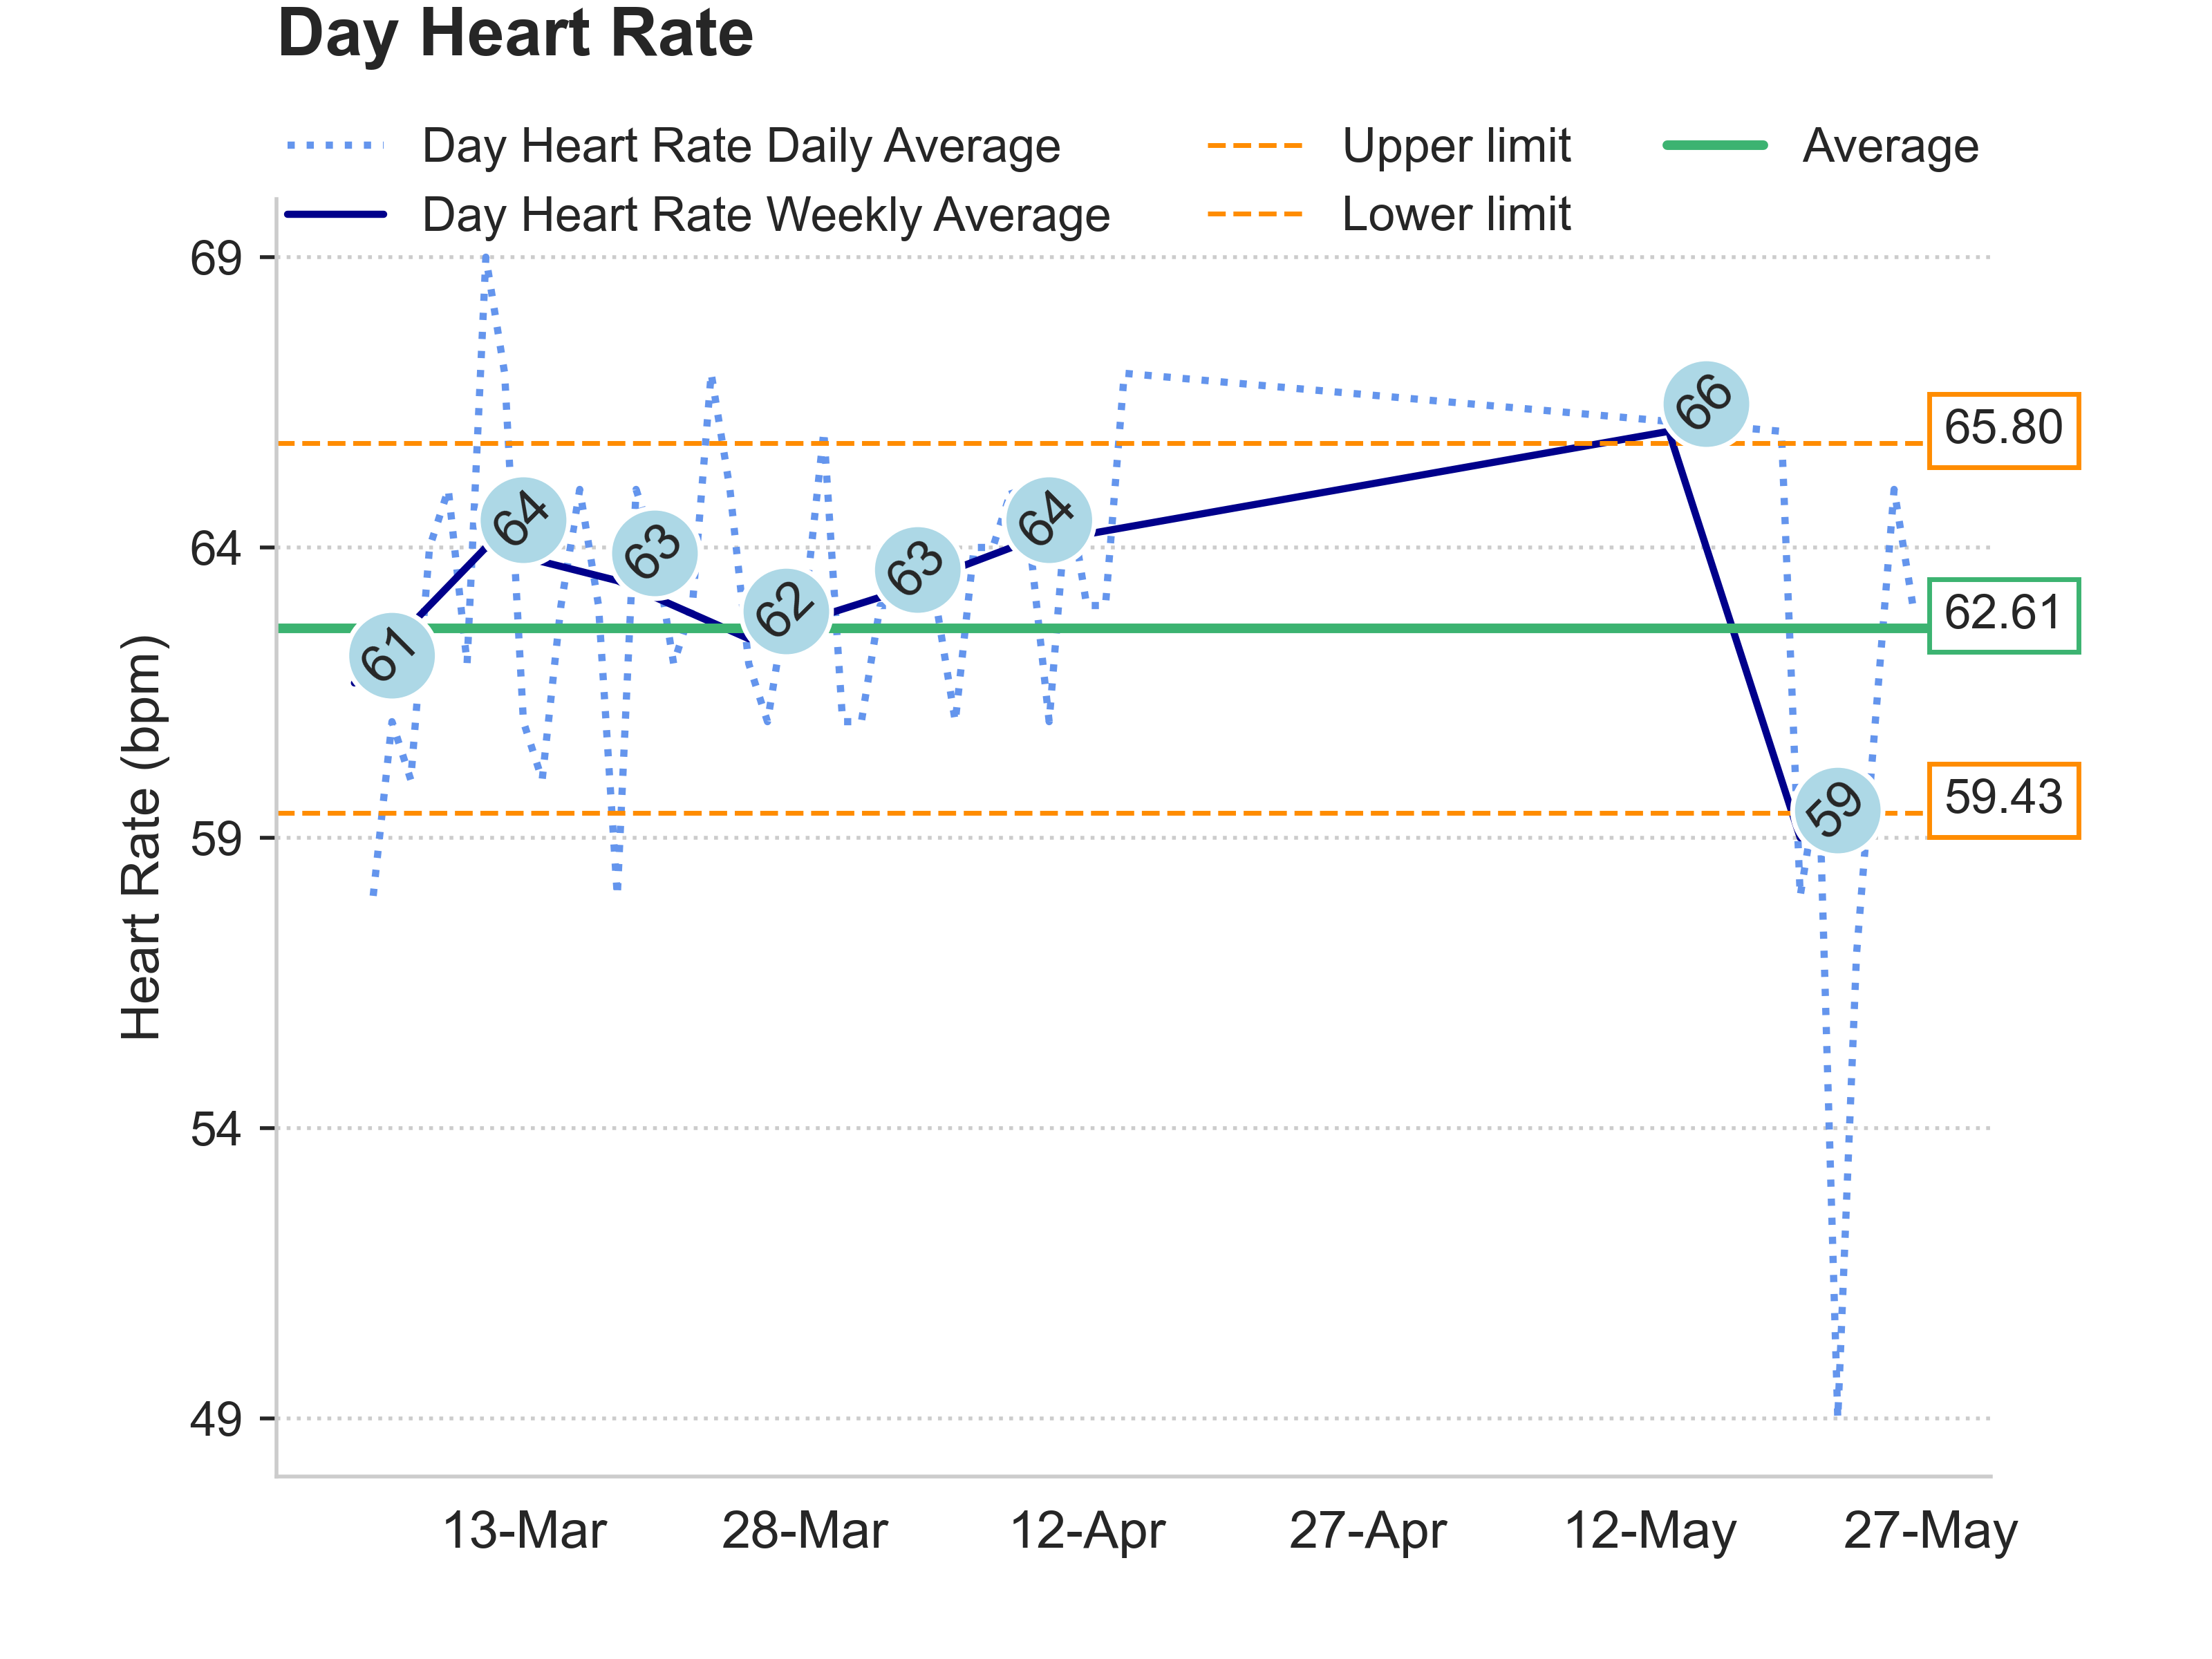 Day Heart Rate
Day Heart Rate Daily Average
Day Heart Rate Weekly Average
Upper limit
Lower limit
Average
Heart Rate (bpm)
69
64
59
54
49
61
64
63
62
63
64
66
59
65.80
62.61
59.43
13-Mar
28-Mar
12-Apr
27-Apr
12-May
27-May